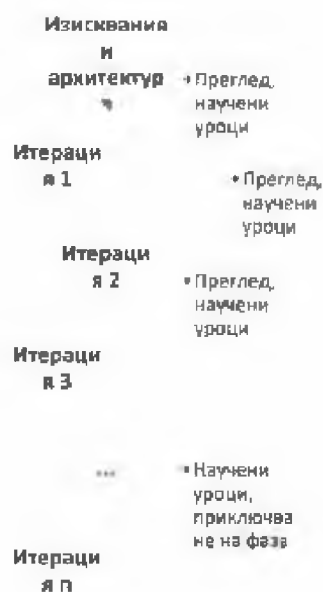 Изисквания
и
архитектур
а
• Преглед,
научени
уроци
Итераци
я 1
• Преглед,
научени
уроци
Итераци
я 2
• Преглед,
научени
уроци
Итераци
я 3
...
• Научени
уроци,
приключва
не на фаза
Итераци
я n